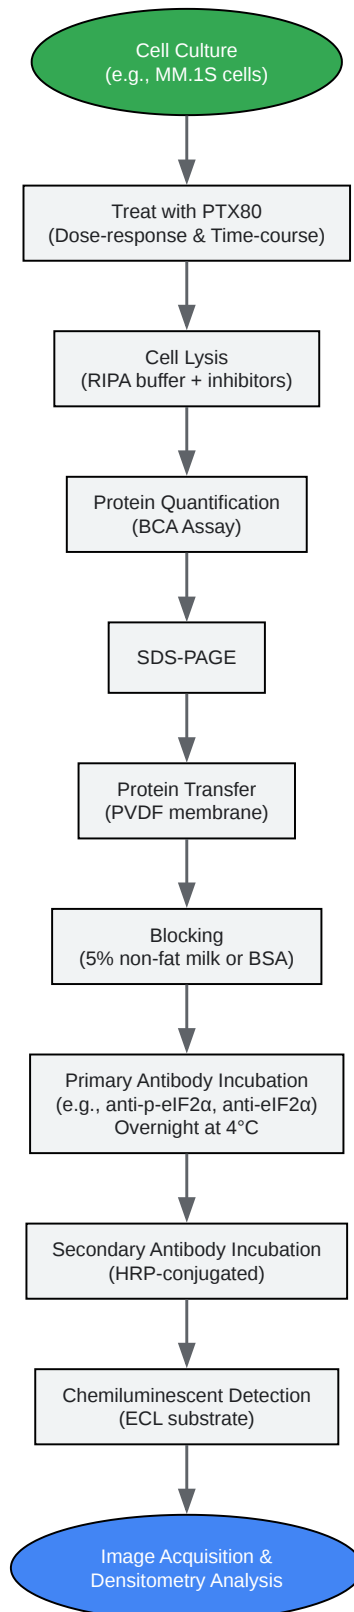 Cell Culture
(e.g., MM.1S cells)
Treat with PTX80
(Dose-response & Time-course)
Cell Lysis
(RIPA buffer + inhibitors)
Protein Quantification
(BCA Assay)
SDS-PAGE
Protein Transfer
(PVDF membrane)
Blocking
(5% non-fat milk or BSA)
Primary Antibody Incubation
(e.g., anti-p-eIF2α, anti-eIF2α)
Overnight at 4°C
Secondary Antibody Incubation
(HRP-conjugated)
Chemiluminescent Detection
(ECL substrate)
Image Acquisition &
Densitometry Analysis